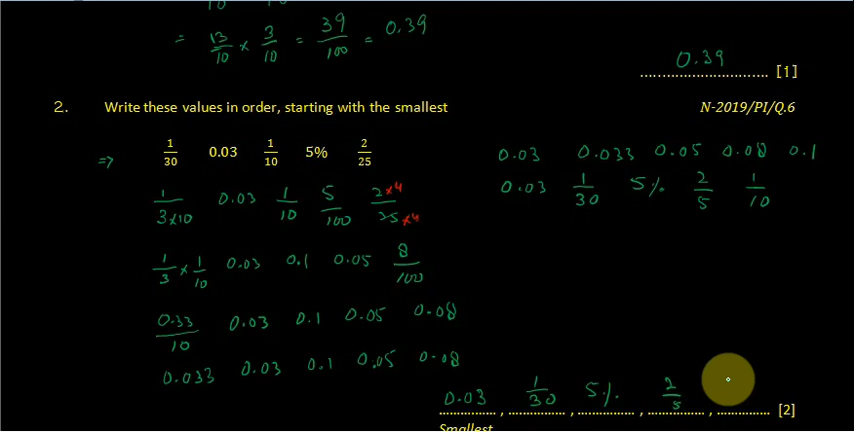 = 13/10 × 3/10 = 39/100 = 0.39
0.39
.............................. [1]
2. Write these values in order, starting with the smallest N-2019/PI/Q.6
1/30 0.03 1/10 5% 2/25
=> 0.03 0.033 0.05 0.08 0.1
0.03 1/30 5% 2/5 1/10
1/3×10 0.03 1/10 5/100 2×4/25×4
1/3 × 1/10 0.03 0.1 0.05 8/100
0.33/10 0.03 0.1 0.05 0.08
0.033 0.03 0.1 0.05 0.08
0.03 1/30 5% 2/5
................ , ................ , ................ , ................ , ............... [2]
Smallest